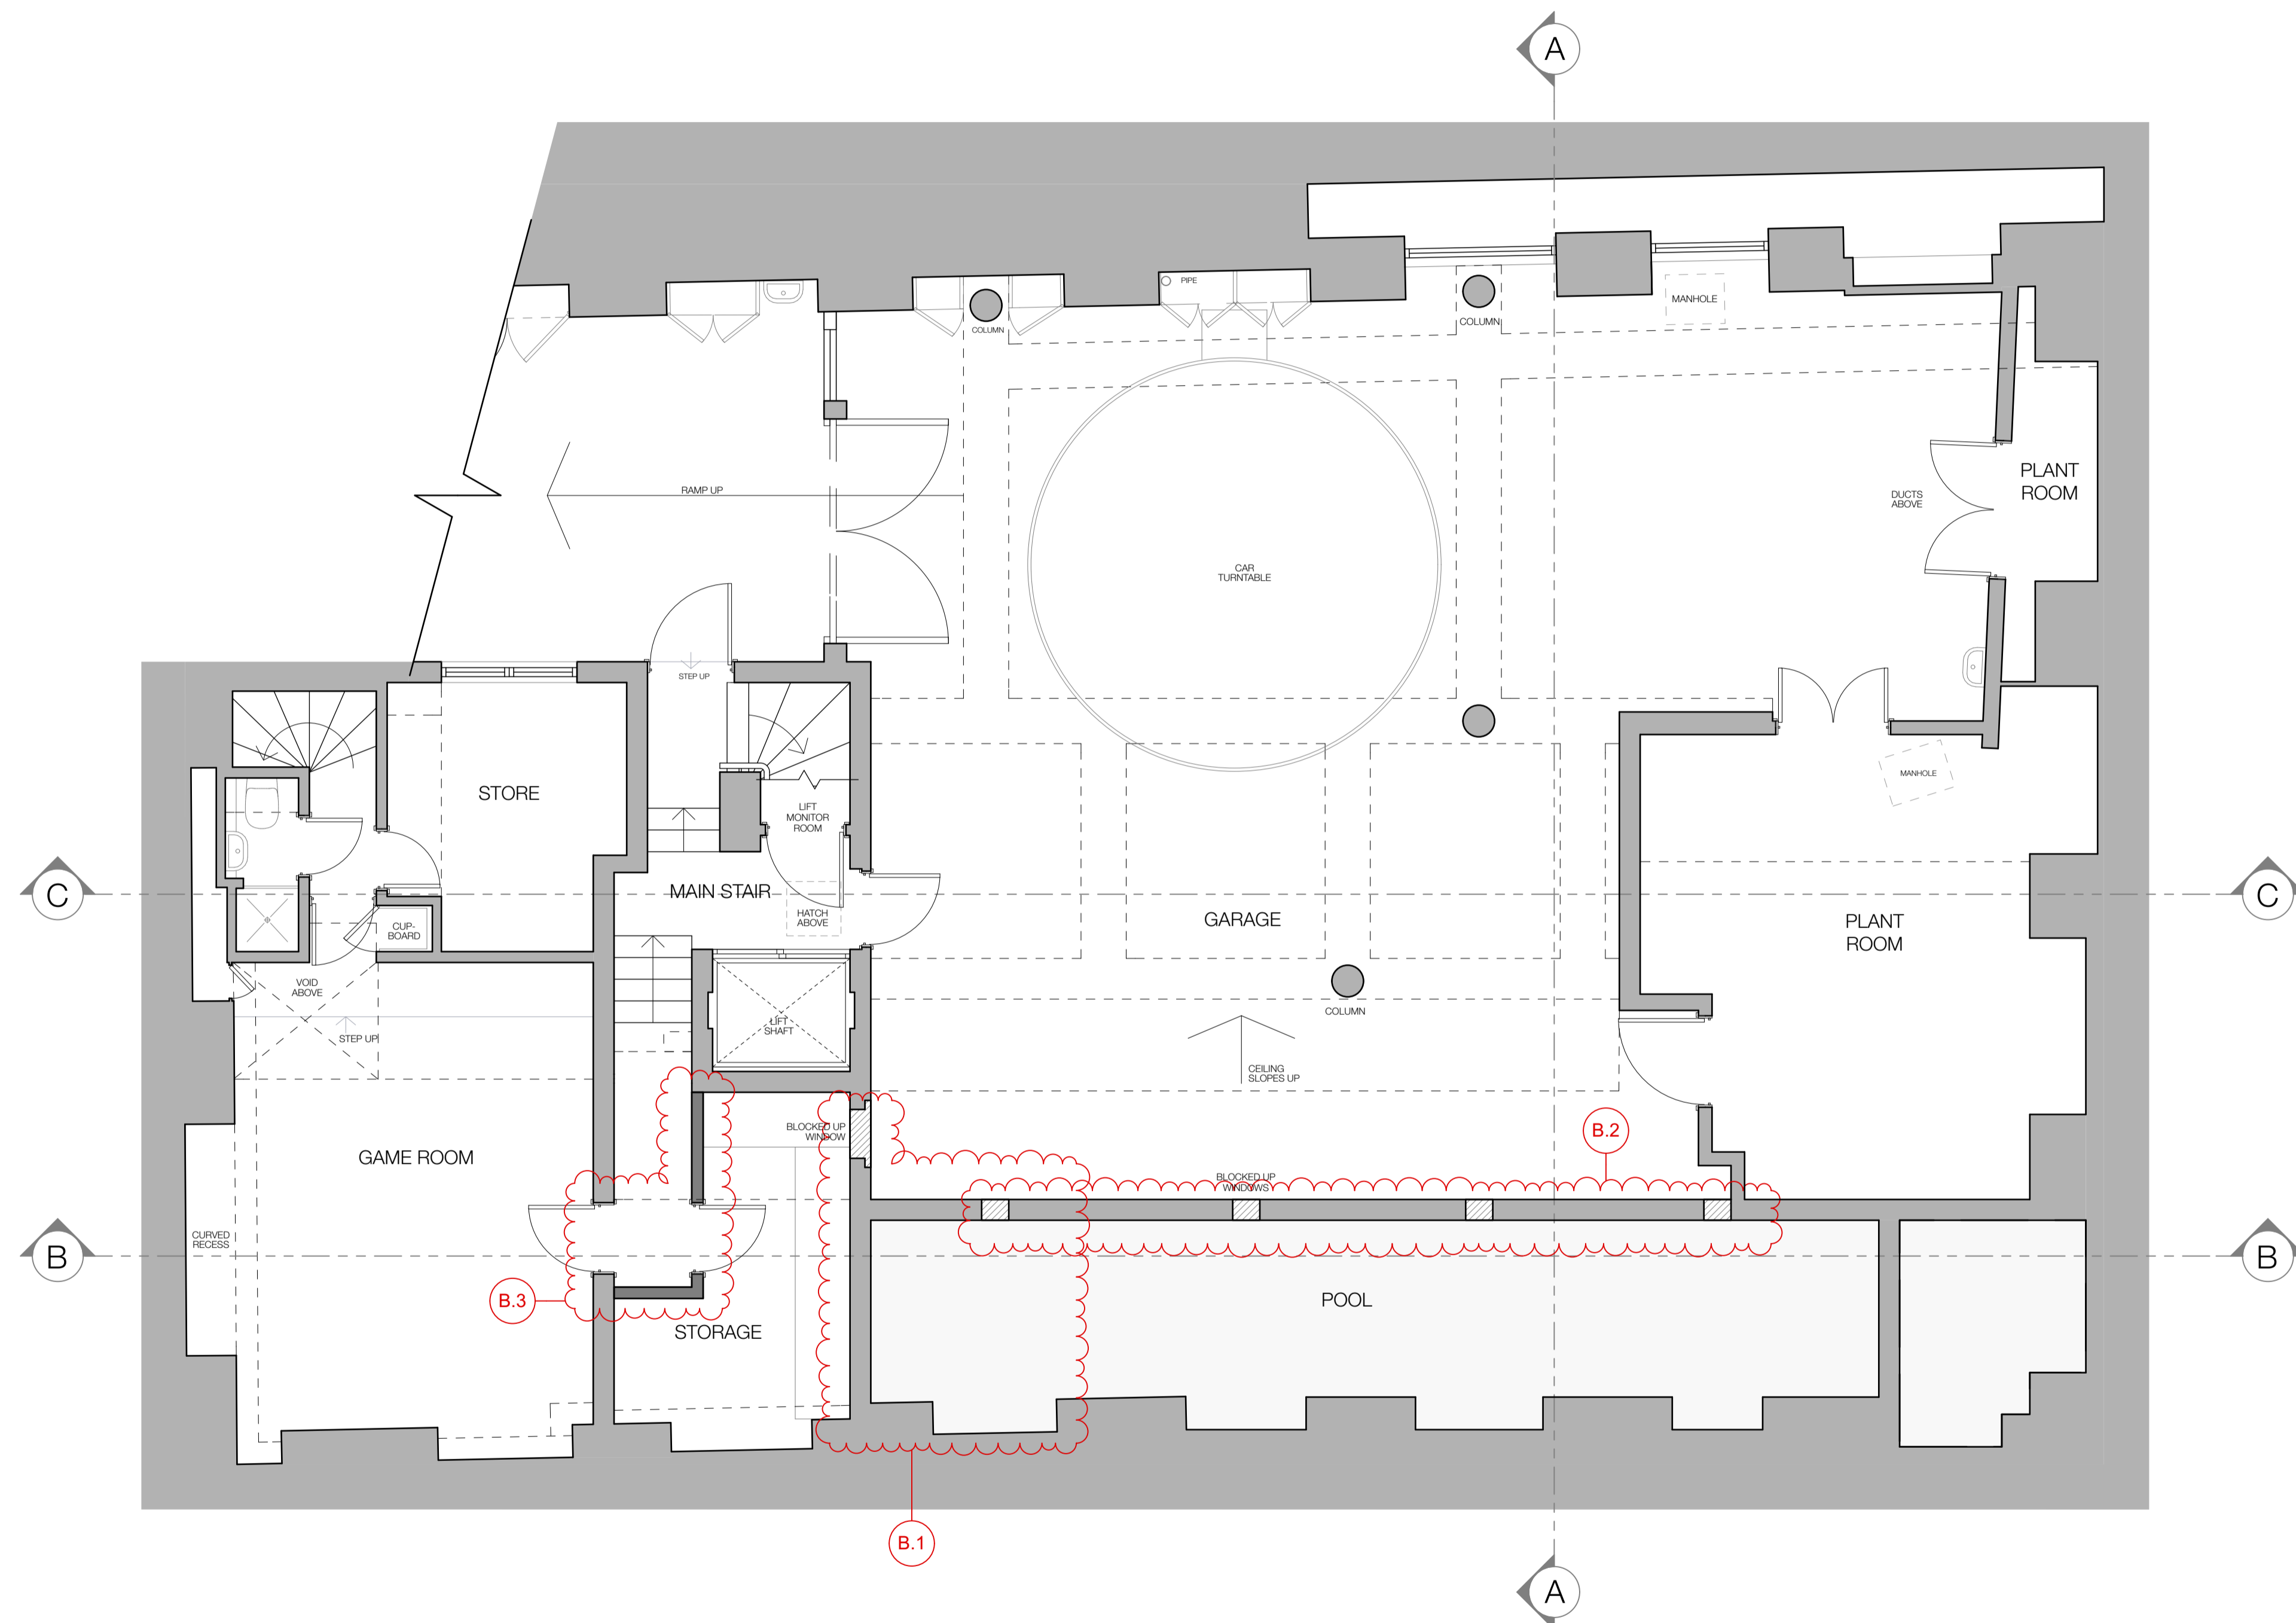 A
PIPE
MANHOLE
COLUMN
COLUMN
PLANT
ROOM
RAMP UP
DUCTS
ABOVE
CAR
TURNTABLE
STEP UP
MANHOLE
STORE
LIFT
MONITOR
ROOM
C
MAIN STAIR
C
HATCH
ABOVE
GARAGE
PLANT
ROOM
CUP-
BOARD
VOID
ABOVE
COLUMN
LIFT
SHAFT
STEP UP
CEILING
SLOPES UP
BLOCKED UP
WINDOW
B.2
GAME ROOM
BLOCKED UP
WINDOWS
CURVED
RECESS
B
B
B.3
POOL
STORAGE
B.1
A